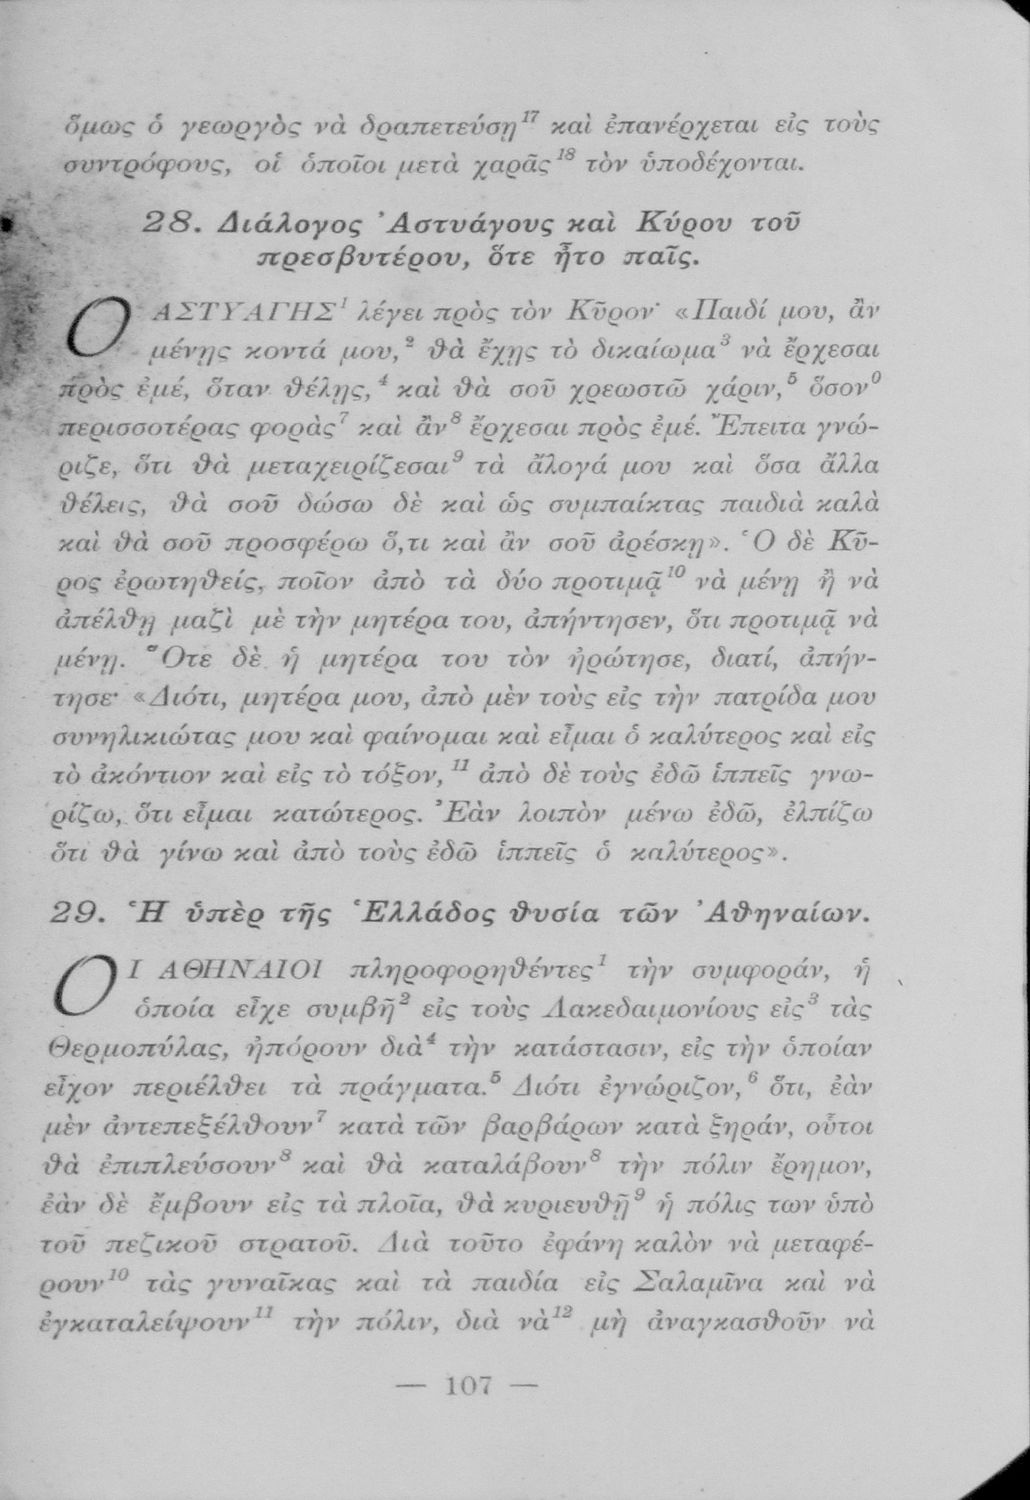 ὅμως ὁ γεωργὸς νὰ δραπετεύσῃ¹⁷ καὶ ἐπανέρχεται εἰς τοὺς
συντρόφους, οἱ ὁποῖοι μετὰ χαρᾶς¹⁸ τὸν ὑποδέχονται.
28. Διάλογος Ἀστυάγους καὶ Κύρου τοῦ
πρεσβυτέρου, ὅτε ἦτο παῖς.
Ο ΑΣΤΥΑΓΗΣ¹ λέγει πρὸς τὸν Κῦρον· «Παιδί μου, ἂν
μένῃς κοντά μου,² θὰ ἔχῃς τὸ δικαίωμα³ νὰ ἔρχεσαι
πρὸς ἐμέ, ὅταν θέλῃς,⁴ καὶ θὰ σοῦ χρεωστῶ χάριν,⁵ ὅσον⁰
περισσοτέρας φορὰς⁷ καὶ ἂν⁸ ἔρχεσαι πρὸς ἐμέ. Ἔπειτα γνώ-
ριζε, ὅτι θὰ μεταχειρίζεσαι⁹ τὰ ἄλογά μου καὶ ὅσα ἄλλα
θέλεις, θὰ σοῦ δώσω δὲ καὶ ὡς συμπαίκτας παιδιὰ καλὰ
καὶ θὰ σοῦ προσφέρω ὅ,τι καὶ ἂν σοῦ ἀρέσκῃ». Ὁ δὲ Κῦ-
ρος ἐρωτηθείς, ποῖον ἀπὸ τὰ δύο προτιμᾷ¹⁰ νὰ μένῃ ἢ νὰ
ἀπέλθῃ μαζὶ μὲ τὴν μητέρα του, ἀπήντησεν, ὅτι προτιμᾷ νὰ
μένῃ. Ὅτε δὲ ἡ μητέρα του τὸν ἠρώτησε, διατί, ἀπήν-
τησε· «Διότι, μητέρα μου, ἀπὸ μὲν τοὺς εἰς τὴν πατρίδα μου
συνηλικιώτας μου καὶ φαίνομαι καὶ εἶμαι ὁ καλύτερος καὶ εἰς
τὸ ἀκόντιον καὶ εἰς τὸ τόξον,¹¹ ἀπὸ δὲ τοὺς ἐδῶ ἱππεῖς γνω-
ρίζω, ὅτι εἶμαι κατώτερος. Ἐὰν λοιπὸν μένω ἐδῶ, ἐλπίζω
ὅτι θὰ γίνω καὶ ἀπὸ τοὺς ἐδῶ ἱππεῖς ὁ καλύτερος».
29. Ἡ ὑπὲρ τῆς Ἑλλάδος θυσία τῶν Ἀθηναίων.
ΟΙ ΑΘΗΝΑΙΟΙ πληροφορηθέντες¹ τὴν συμφοράν, ἡ
ὁποία εἶχε συμβῆ² εἰς τοὺς Λακεδαιμονίους εἰς³ τὰς
Θερμοπύλας, ἠπόρουν διὰ⁴ τὴν κατάστασιν, εἰς τὴν ὁποίαν
εἶχον περιέλθει τὰ πράγματα.⁵ Διότι ἐγνώριζον,⁶ ὅτι, ἐὰν
μὲν ἀντεπεξέλθουν⁷ κατὰ τῶν βαρβάρων κατὰ ξηράν, οὗτοι
θὰ ἐπιπλεύσουν⁸ καὶ θὰ καταλάβουν⁸ τὴν πόλιν ἔρημον,
ἐὰν δὲ ἔμβουν εἰς τὰ πλοῖα, θὰ κυριευθῇ⁹ ἡ πόλις των ὑπὸ
τοῦ πεζικοῦ στρατοῦ. Διὰ τοῦτο ἐφάνη καλὸν νὰ μεταφέ-
ρουν¹⁰ τὰς γυναῖκας καὶ τὰ παιδία εἰς Σαλαμῖνα καὶ νὰ
ἐγκαταλείψουν¹¹ τὴν πόλιν, διὰ νὰ¹² μὴ ἀναγκασθοῦν νὰ
— 107 —